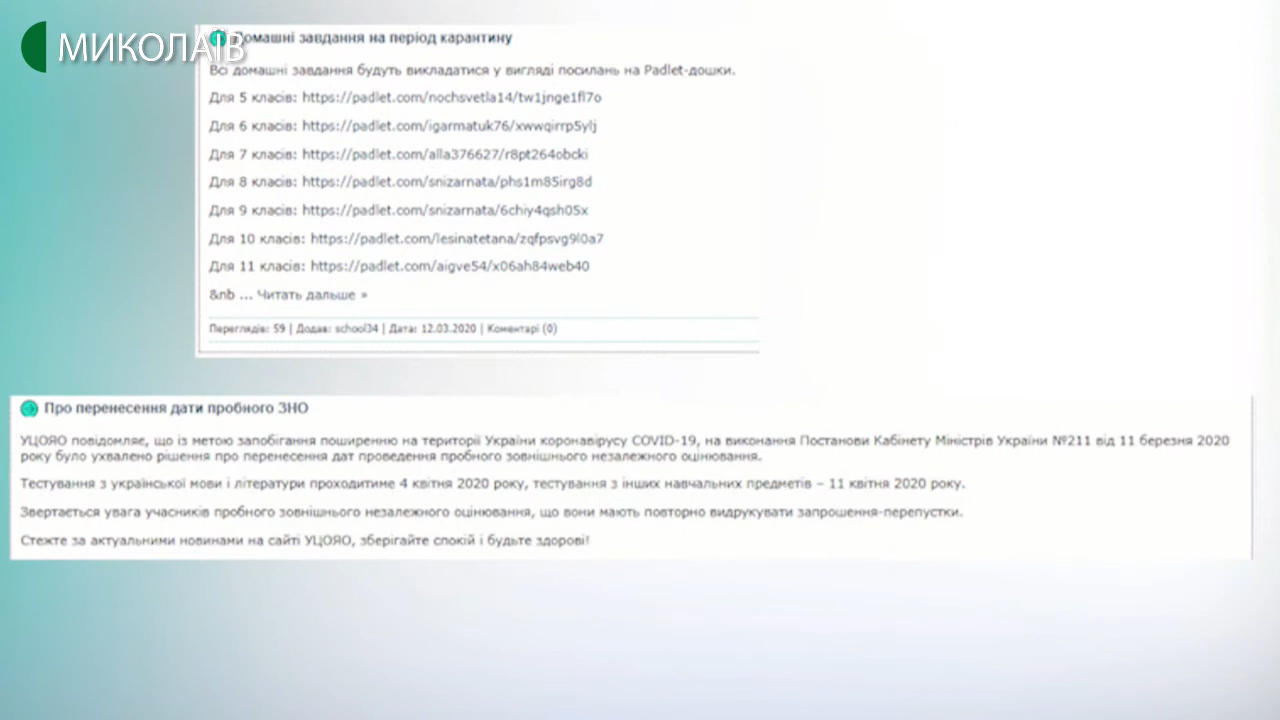 МИКОЛАЇВ
Домашні завдання на період карантину
Всі домашні завдання будуть викладатися у вигляді посилань на Padlet-дошки.
Для 5 класів: https://padlet.com/nochsvetla14/tw1jnge1fl7o
Для 6 класів: https://padlet.com/igarmatuk76/xwwqirrp5ylj
Для 7 класів: https://padlet.com/alla376627/r8pt264obcki
Для 8 класів: https://padlet.com/snizarnata/phs1m85irg8d
Для 9 класів: https://padlet.com/snizarnata/6chiy4qsh05x
Для 10 класів: https://padlet.com/lesinatetana/zqfpsvg9l0a7
Для 11 класів: https://padlet.com/aigve54/x06ah84web40
&nb ... Читать дальше »
Переглядів: 59 | Додав: school34 | Дата: 12.03.2020 | Коментарі (0)
Про перенесення дати пробного ЗНО
УЦОЯО повідомляє, що із метою запобігання поширенню на території України коронавірусу COVID-19, на виконання Постанови Кабінету Міністрів України №211 від 11 березня 2020
року було ухвалено рішення про перенесення дат проведення пробного зовнішнього незалежного оцінювання.
Тестування з української мови і літератури проходитиме 4 квітня 2020 року, тестування з інших навчальних предметів – 11 квітня 2020 року.
Звертається увага учасників пробного зовнішнього незалежного оцінювання, що вони мають повторно видрукувати запрошення-перепустки.
Стежте за актуальними новинами на сайті УЦОЯО, зберігайте спокій і будьте здорові!